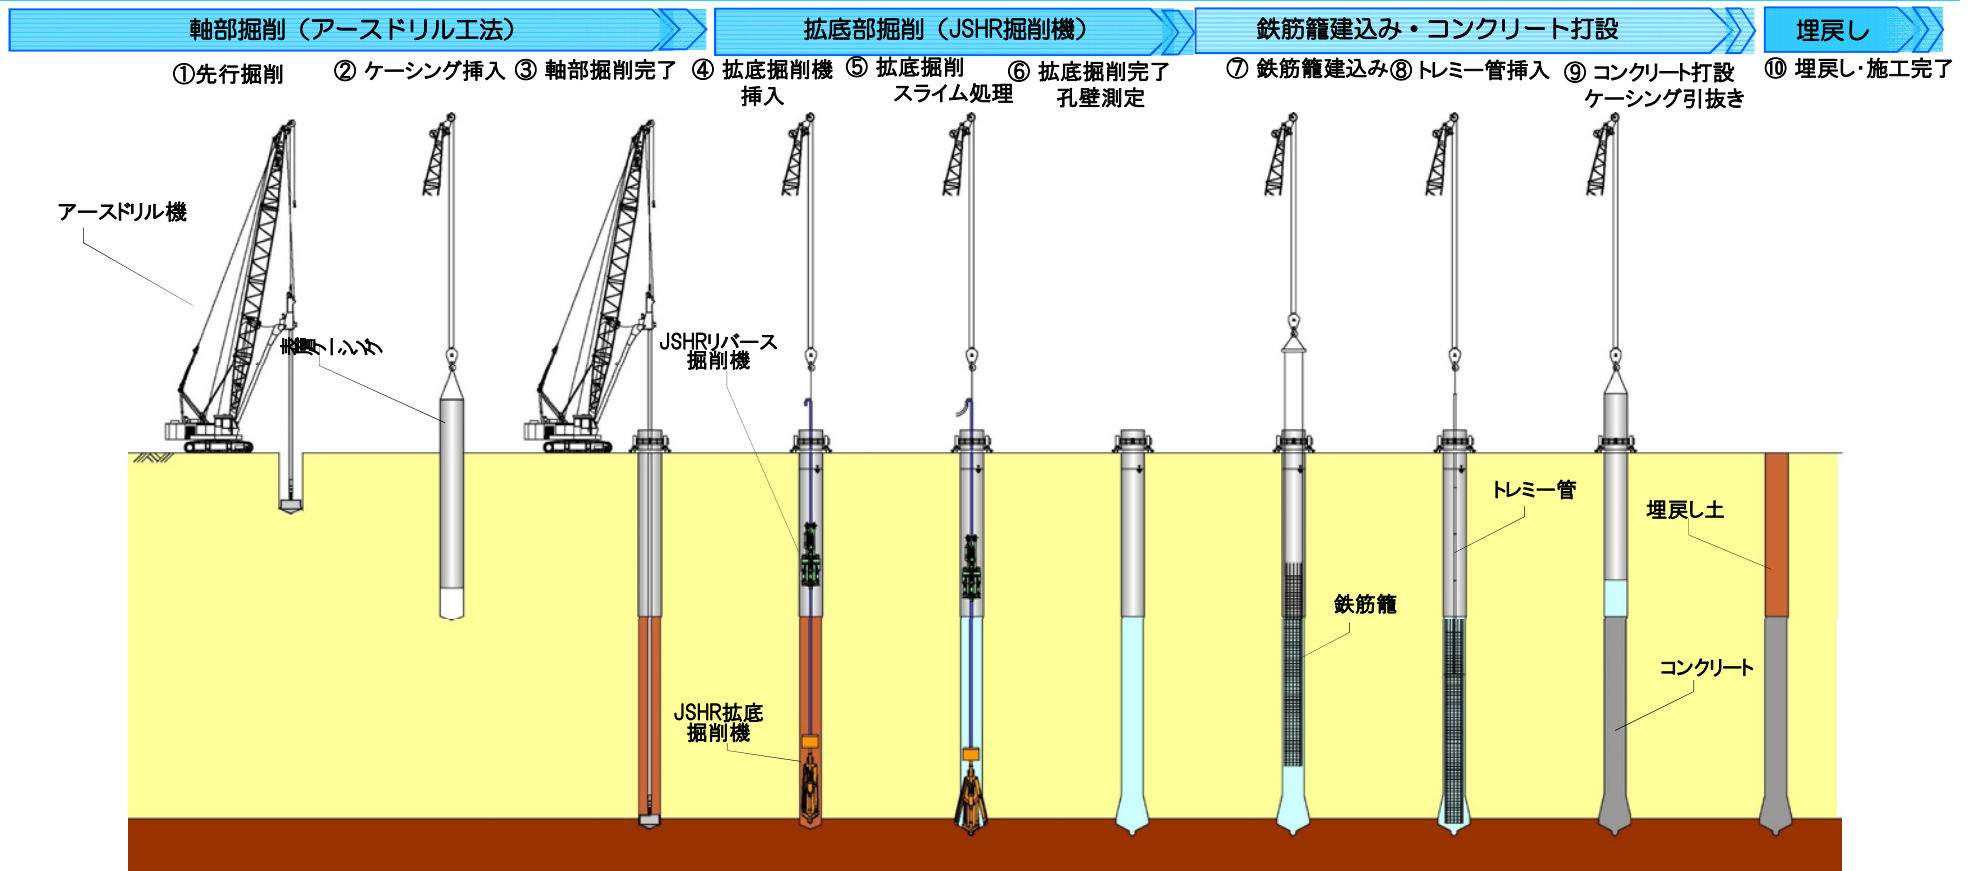 軸部掘削（アースドリル工法）
拡底部掘削（JSHR掘削機）
鉄筋籠建込み・コンクリート打設
埋戻し
①先行掘削
② ケーシング挿入
③ 軸部掘削完了
④ 拡底掘削機
挿入
⑤ 拡底掘削
スライム処理
⑥ 拡底掘削完了
孔壁測定
⑦ 鉄筋籠建込み
⑧トレミー管挿入
⑨ コンクリート打設
ケーシング引抜き
⑩ 埋戻し・施工完了
アースドリル機
表層ケーシング
JSHRリバース
掘削機
JSHR拡底
掘削機
鉄筋籠
トレミー管
コンクリート
埋戻し土